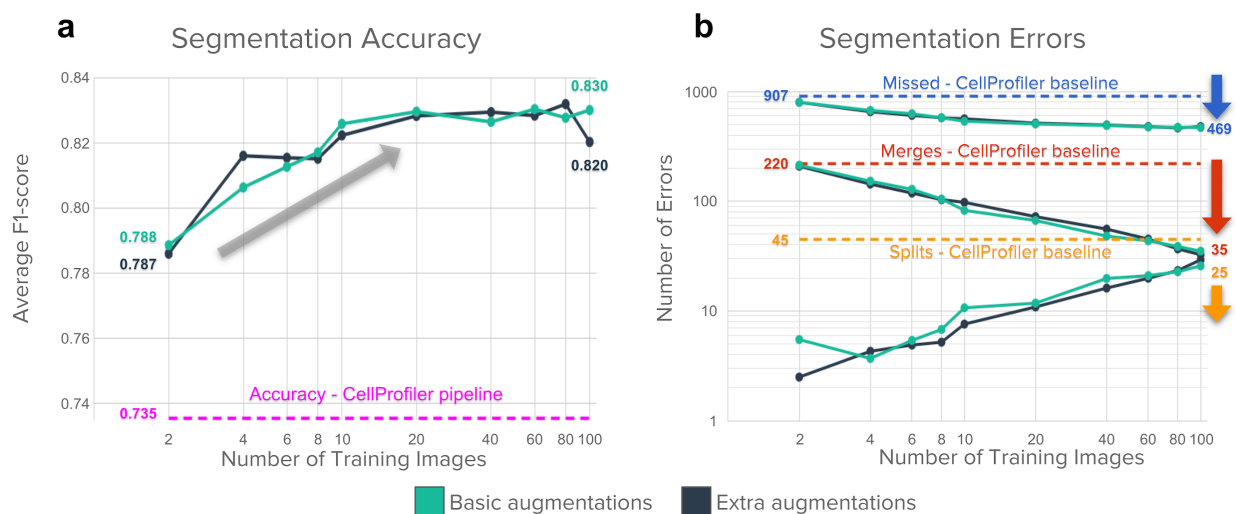 a
Segmentation Accuracy
0.84
0.82
0.80
0.78
0.76
0.74
Average F1-score
0.788
0.787
0.830
0.820
Accuracy - CellProfiler pipeline
0.735
2 4 6 8 10 20 40 60 80 100
Number of Training Images
b
Segmentation Errors
1000
100
10
1
Number of Errors
Missed - CellProfiler baseline
907
469
Merges - CellProfiler baseline
220
45
Splits - CellProfiler baseline
35
25
2 4 6 8 10 20 40 60 80 100
Number of Training Images
Basic augmentations
Extra augmentations